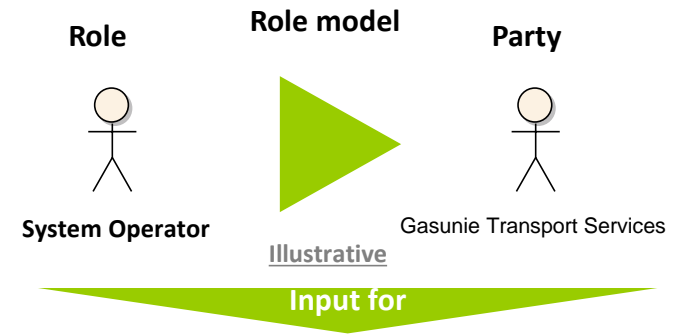 Role
Role model
Party
System Operator
Gasunie Transport Services
Illustrative
Input for